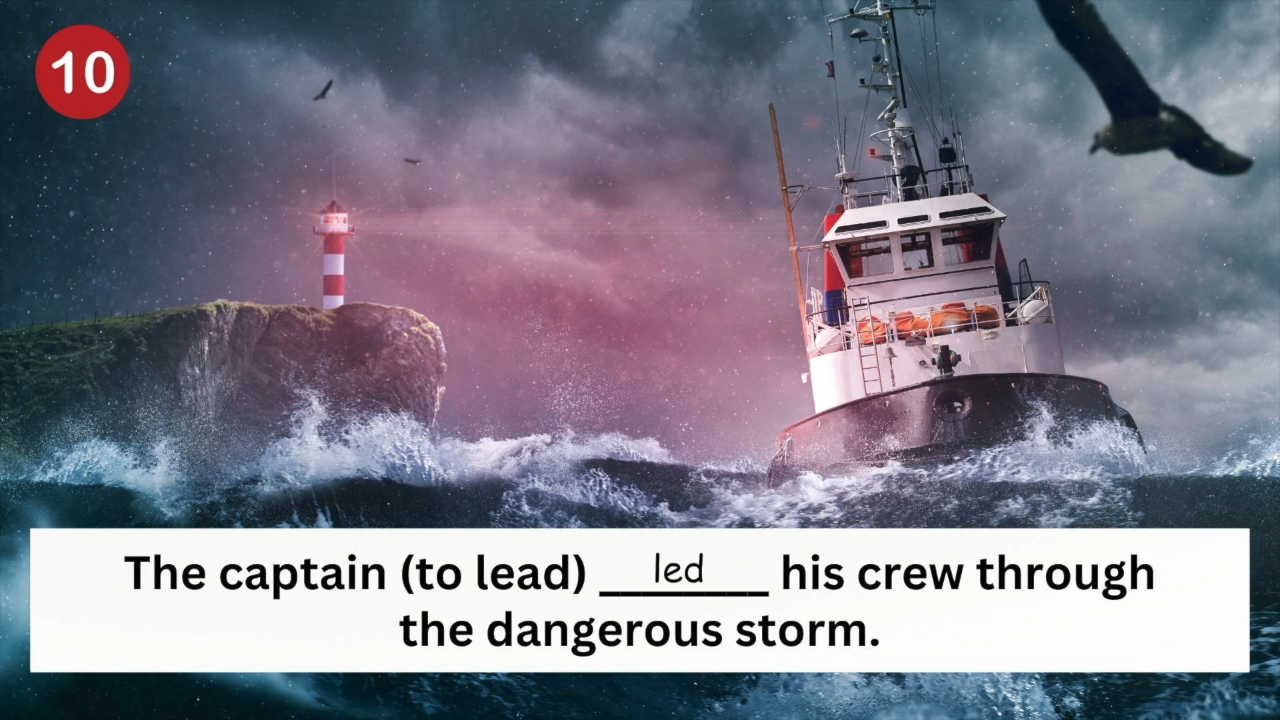 10
The captain (to lead) led his crew through
the dangerous storm.